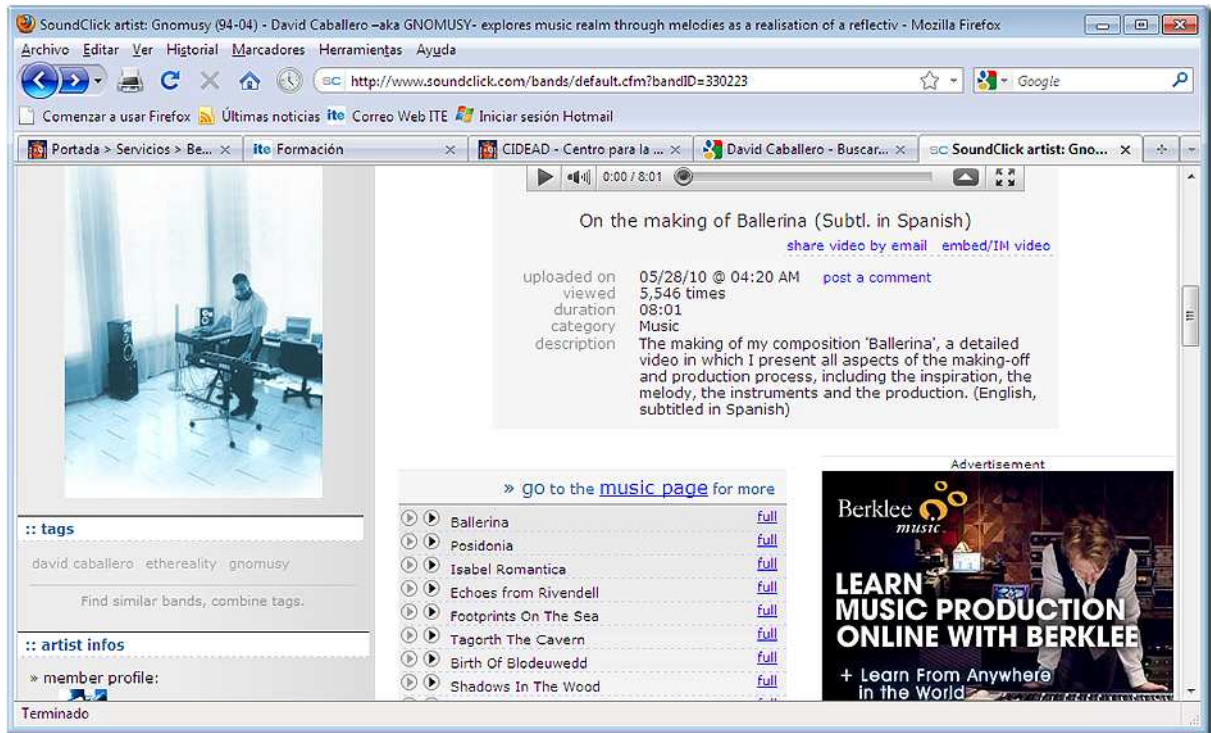 SoundClick artist: Gnomusy (94-04) - David Caballero –aka GNOMUSY- explores music realm through melodies as a realisation of a reflectiv - Mozilla Firefox
Archivo Editar Ver Historial Marcadores Herramientas Ayuda
SC http://www.soundclick.com/bands/default.cfm?bandID=330223 Google
Comenzar a usar Firefox Últimas noticias ite Correo Web ITE Iniciar sesión Hotmail
Portada > Servicios > Be... ite Formación CIDEAD - Centro para la ... David Caballero - Buscar... SC SoundClick artist: Gno...
0:00 / 8:01
On the making of Ballerina (Subtl. in Spanish)
share video by email embed/IM video
uploaded on 05/28/10 @ 04:20 AM post a comment
viewed 5,546 times
duration 08:01
category Music
description The making of my composition 'Ballerina', a detailed
video in which I present all aspects of the making-off
and production process, including the inspiration, the
melody, the instruments and the production. (English,
subtitled in Spanish)
» go to the music page for more
Ballerina full
Posidonia full
Isabel Romantica full
Echoes from Rivendell full
Footprints On The Sea full
Tagorth The Cavern full
Birth Of Blodeuwedd full
Shadows In The Wood full
:: tags
david caballero ethereality gnomusy
Find similar bands, combine tags.
:: artist infos
» member profile:
Advertisement
Berklee
music
LEARN
MUSIC PRODUCTION
ONLINE WITH BERKLEE
+ Learn From Anywhere
in the World
Terminado